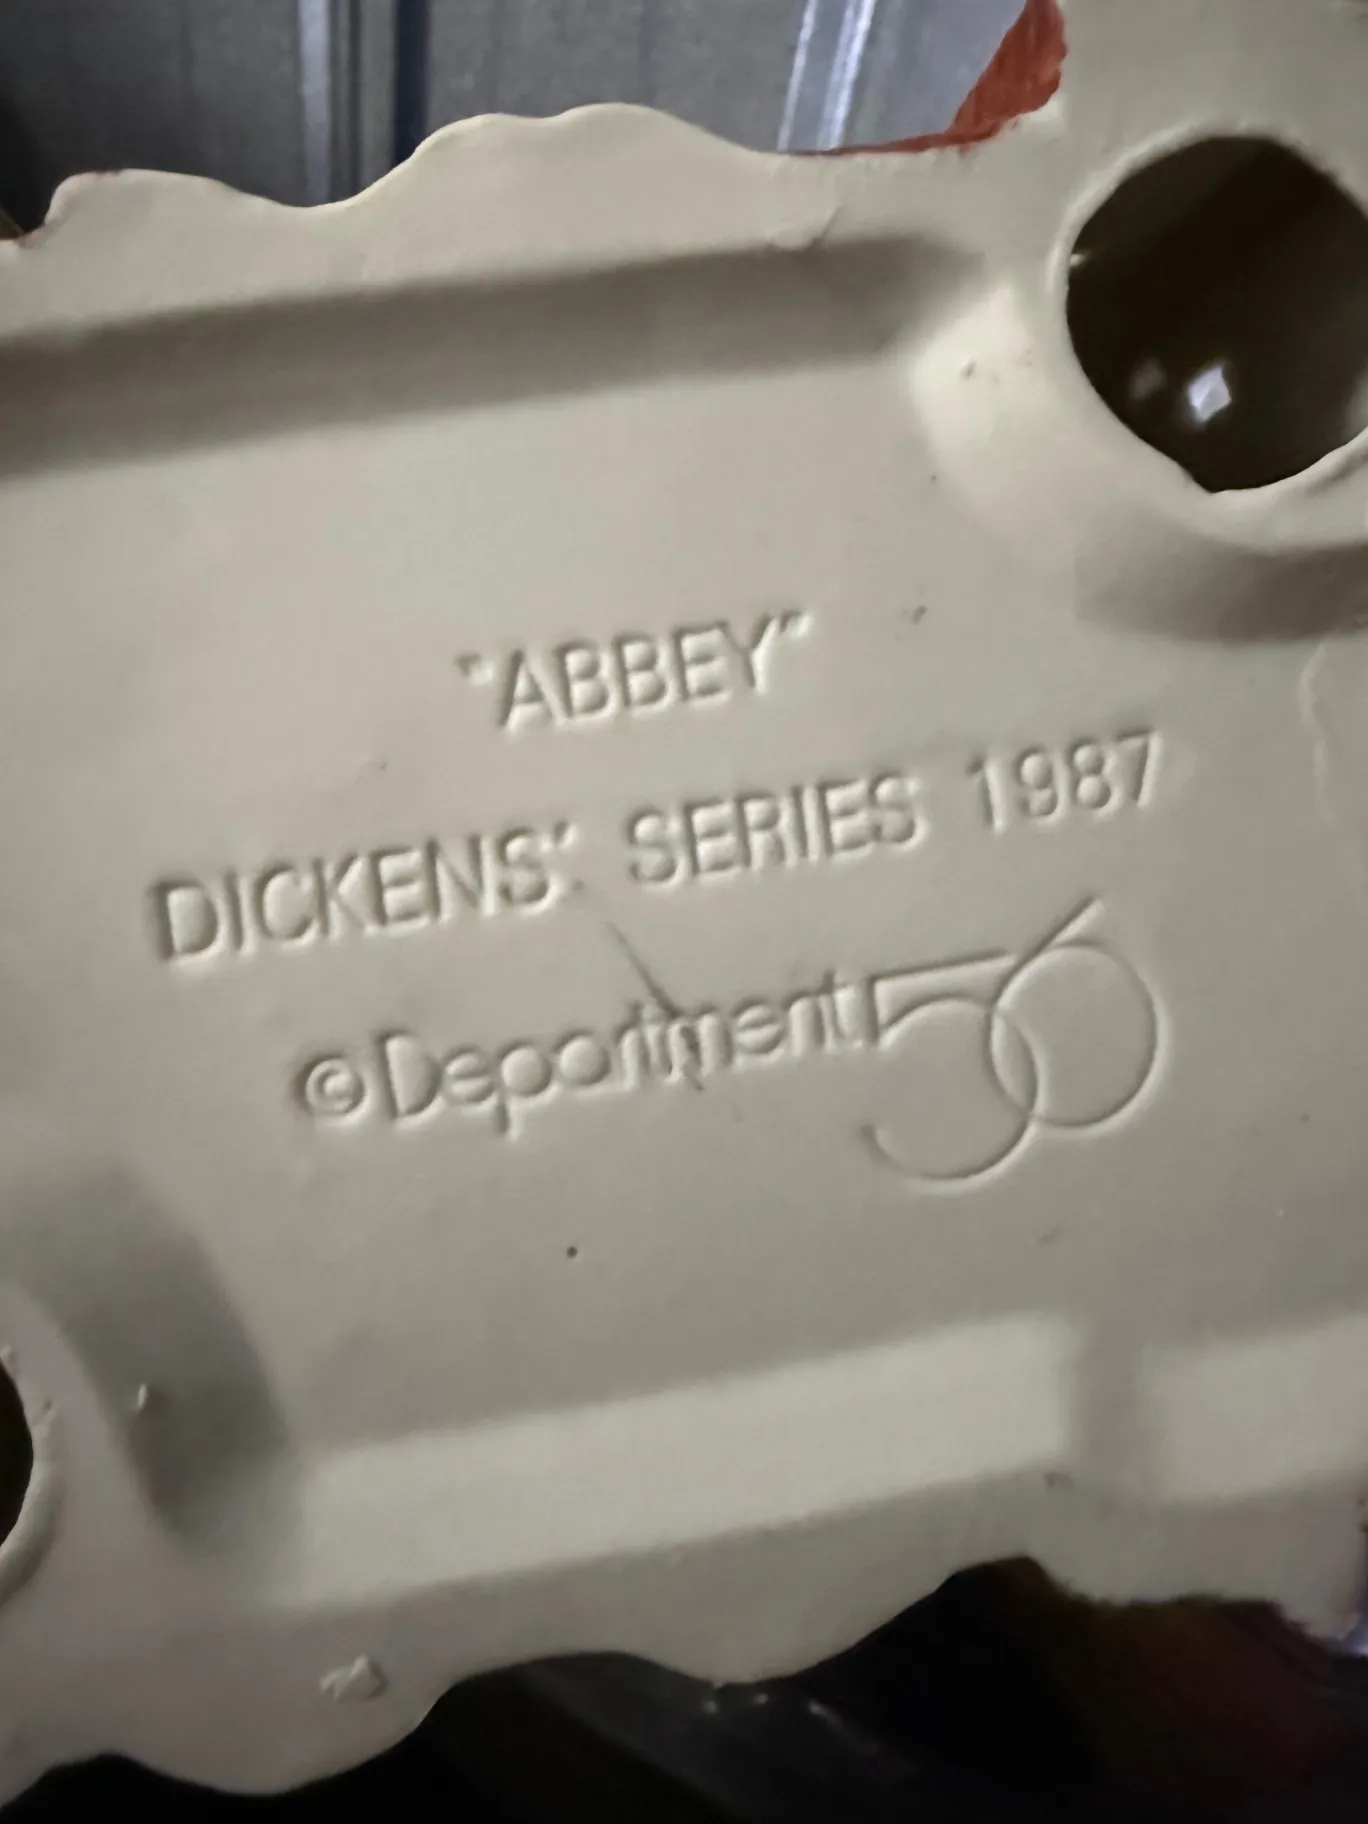 "ABBEY"
DICKENS' SERIES 1987
©Department 56